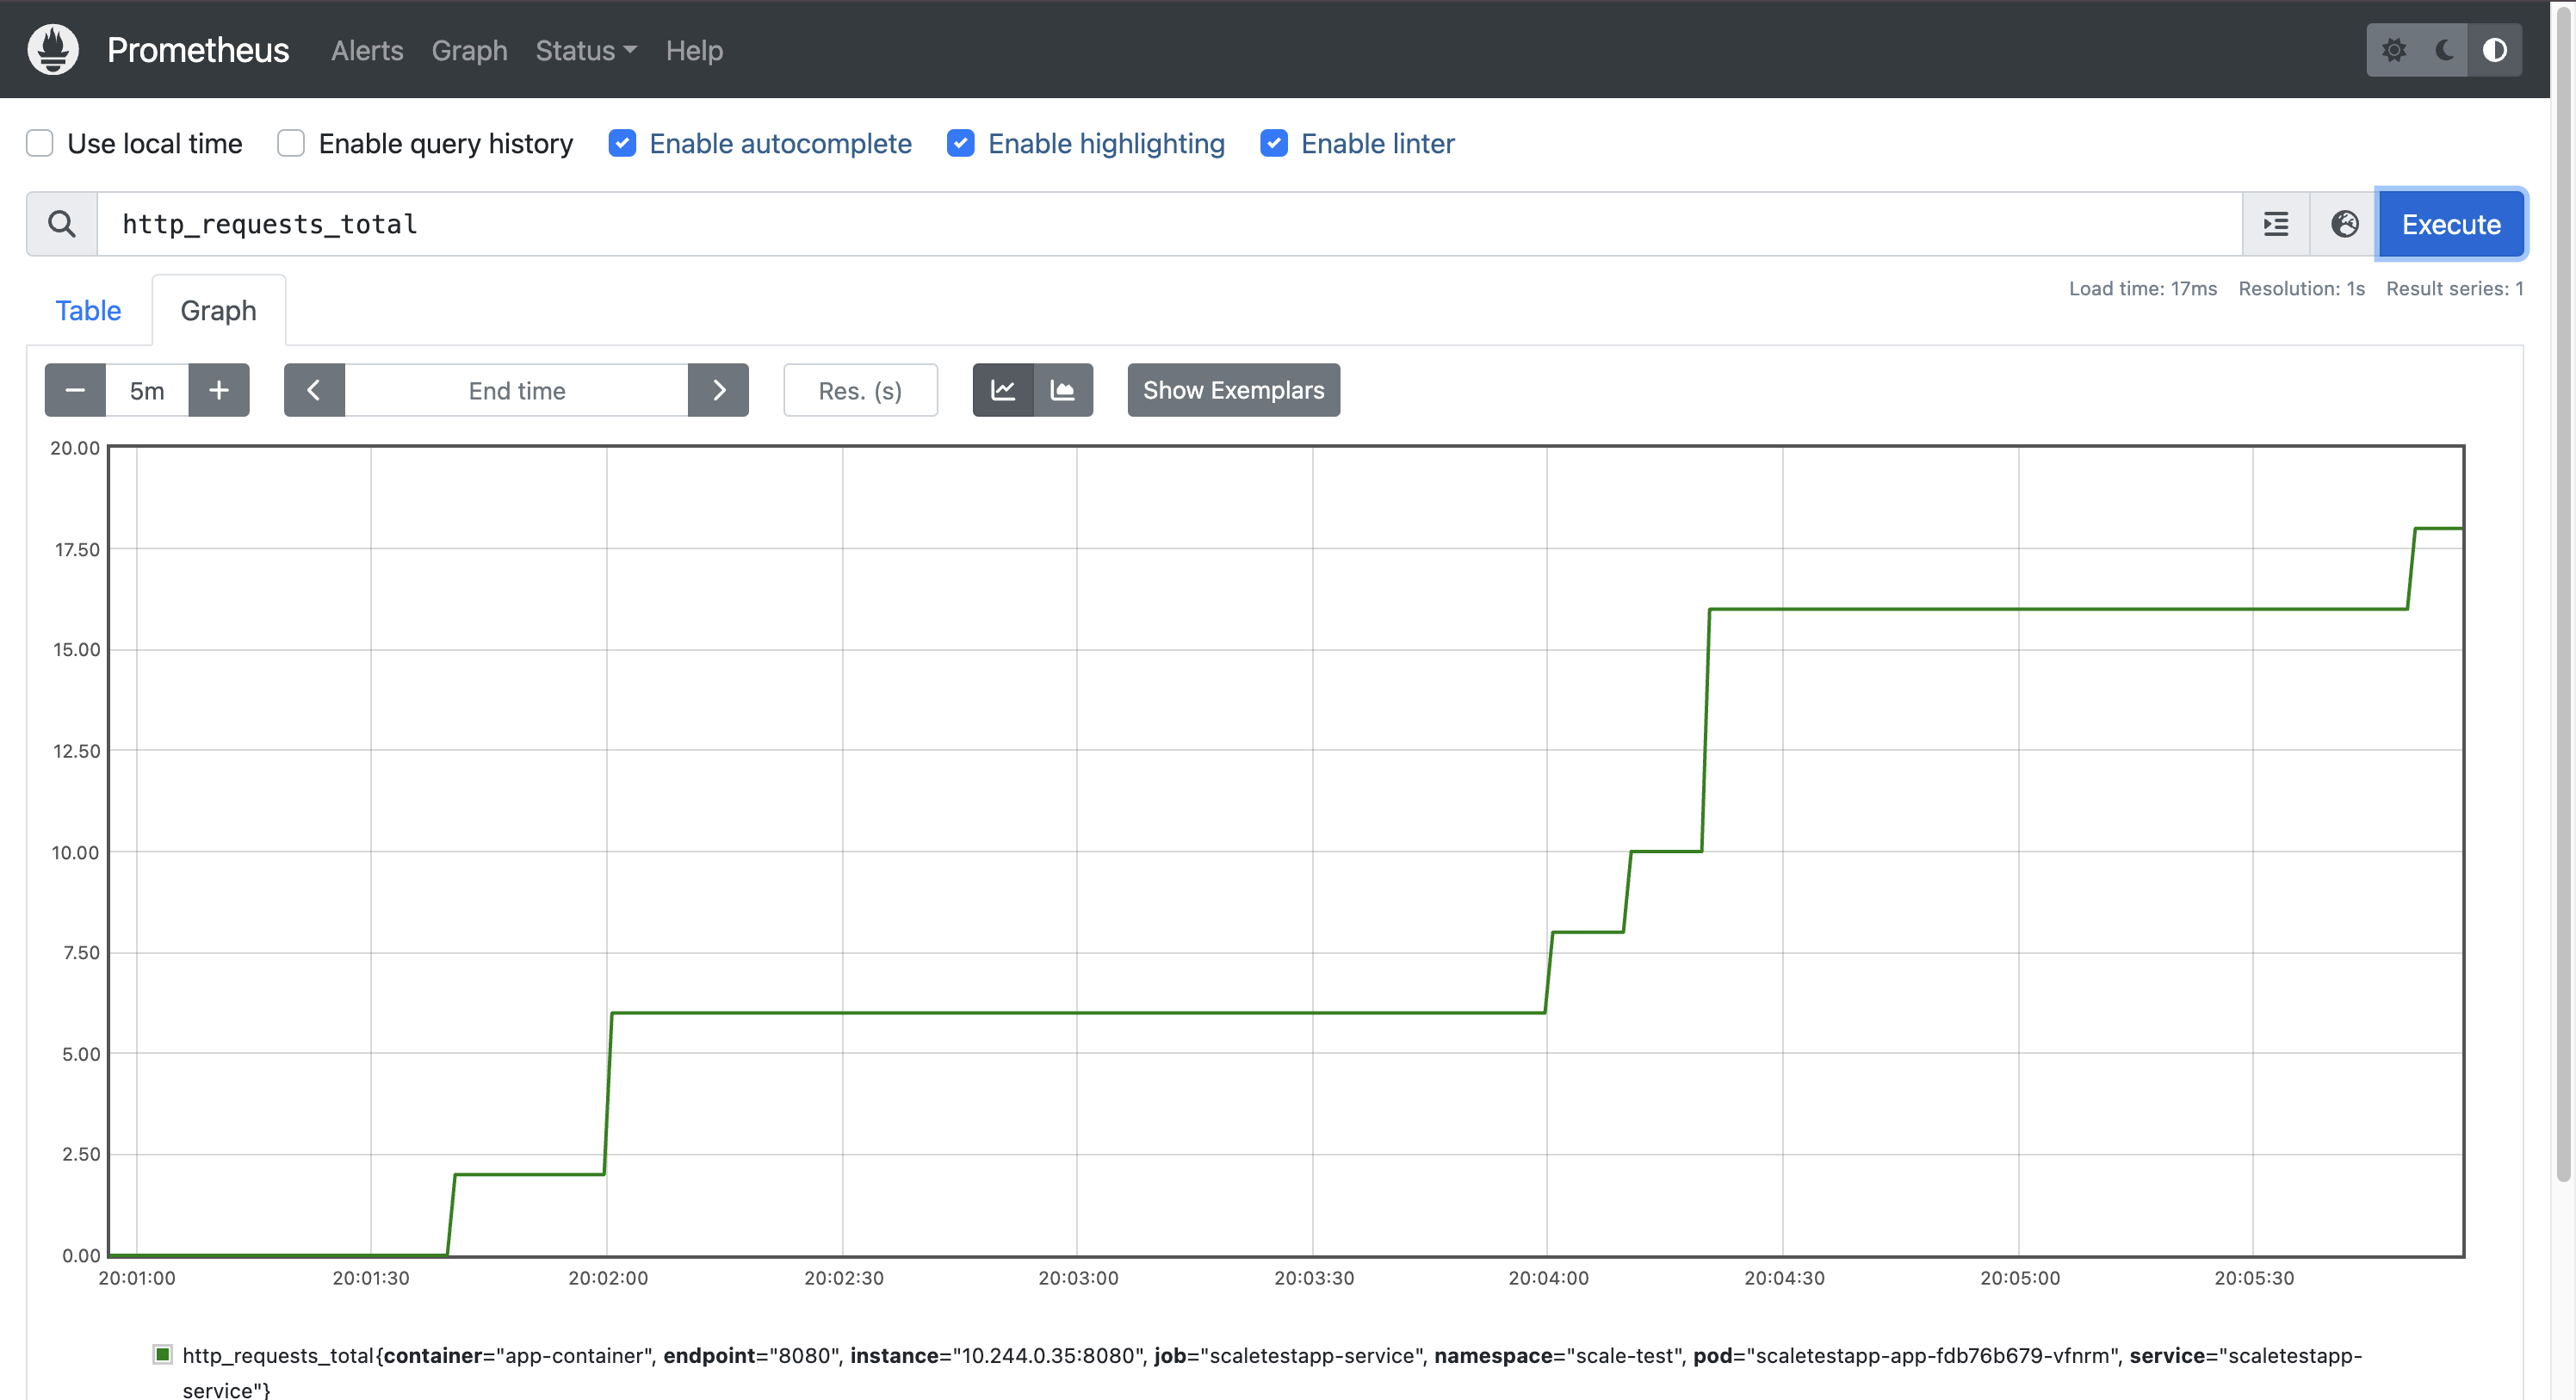 Prometheus Alerts Graph Status Help
Use local time Enable query history Enable autocomplete Enable highlighting Enable linter
http_requests_total Execute
Load time: 17ms Resolution: 1s Result series: 1
Table Graph
5m End time Res. (s) Show Exemplars
20.00
17.50
15.00
12.50
10.00
7.50
5.00
2.50
0.00
20:01:00 20:01:30 20:02:00 20:02:30 20:03:00 20:03:30 20:04:00 20:04:30 20:05:00 20:05:30
http_requests_total{container="app-container", endpoint="8080", instance="10.244.0.35:8080", job="scaletestapp-service", namespace="scale-test", pod="scaletestapp-app-fdb76b679-vfnrm", service="scaletestapp-
service"}